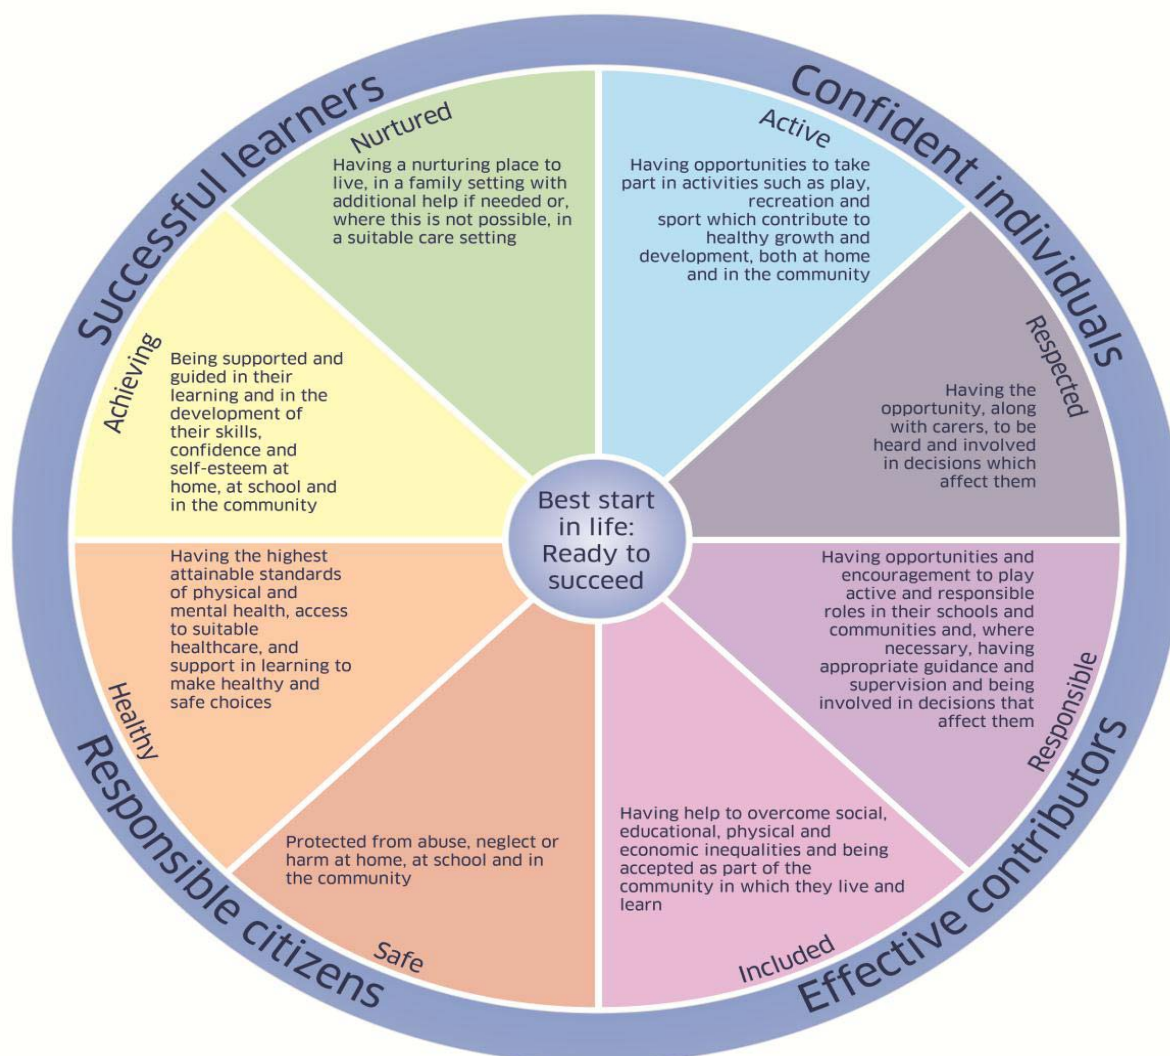 Successful learners
Confident individuals
Nurtured
Having a nurturing place to
live, in a family setting with
additional help if needed or,
where this is not possible, in
a suitable care setting
Active
Having opportunities to take
part in activities such as play,
recreation and
sport which contribute to
healthy growth and
development, both at home
and in the community
Achieving
Being supported and
guided in their
learning and in the
development of
their skills,
confidence and
self-esteem at
home, at school and
in the community
Respected
Having the
opportunity, along
with carers, to be
heard and involved
in decisions which
affect them
Best start
in life:
Ready to
succeed
Healthy
Having the highest
attainable standards
of physical and
mental health, access
to suitable
healthcare, and
support in learning to
make healthy and
safe choices
Responsible
Having opportunities and
encouragement to play
active and responsible
roles in their schools and
communities and, where
necessary, having
appropriate guidance and
supervision and being
involved in decisions that
affect them
Safe
Protected from abuse, neglect or
harm at home, at school and in
the community
Included
Having help to overcome social,
educational, physical and
economic inequalities and being
accepted as part of the
community in which they live and
learn
Responsible citizens
Effective contributors